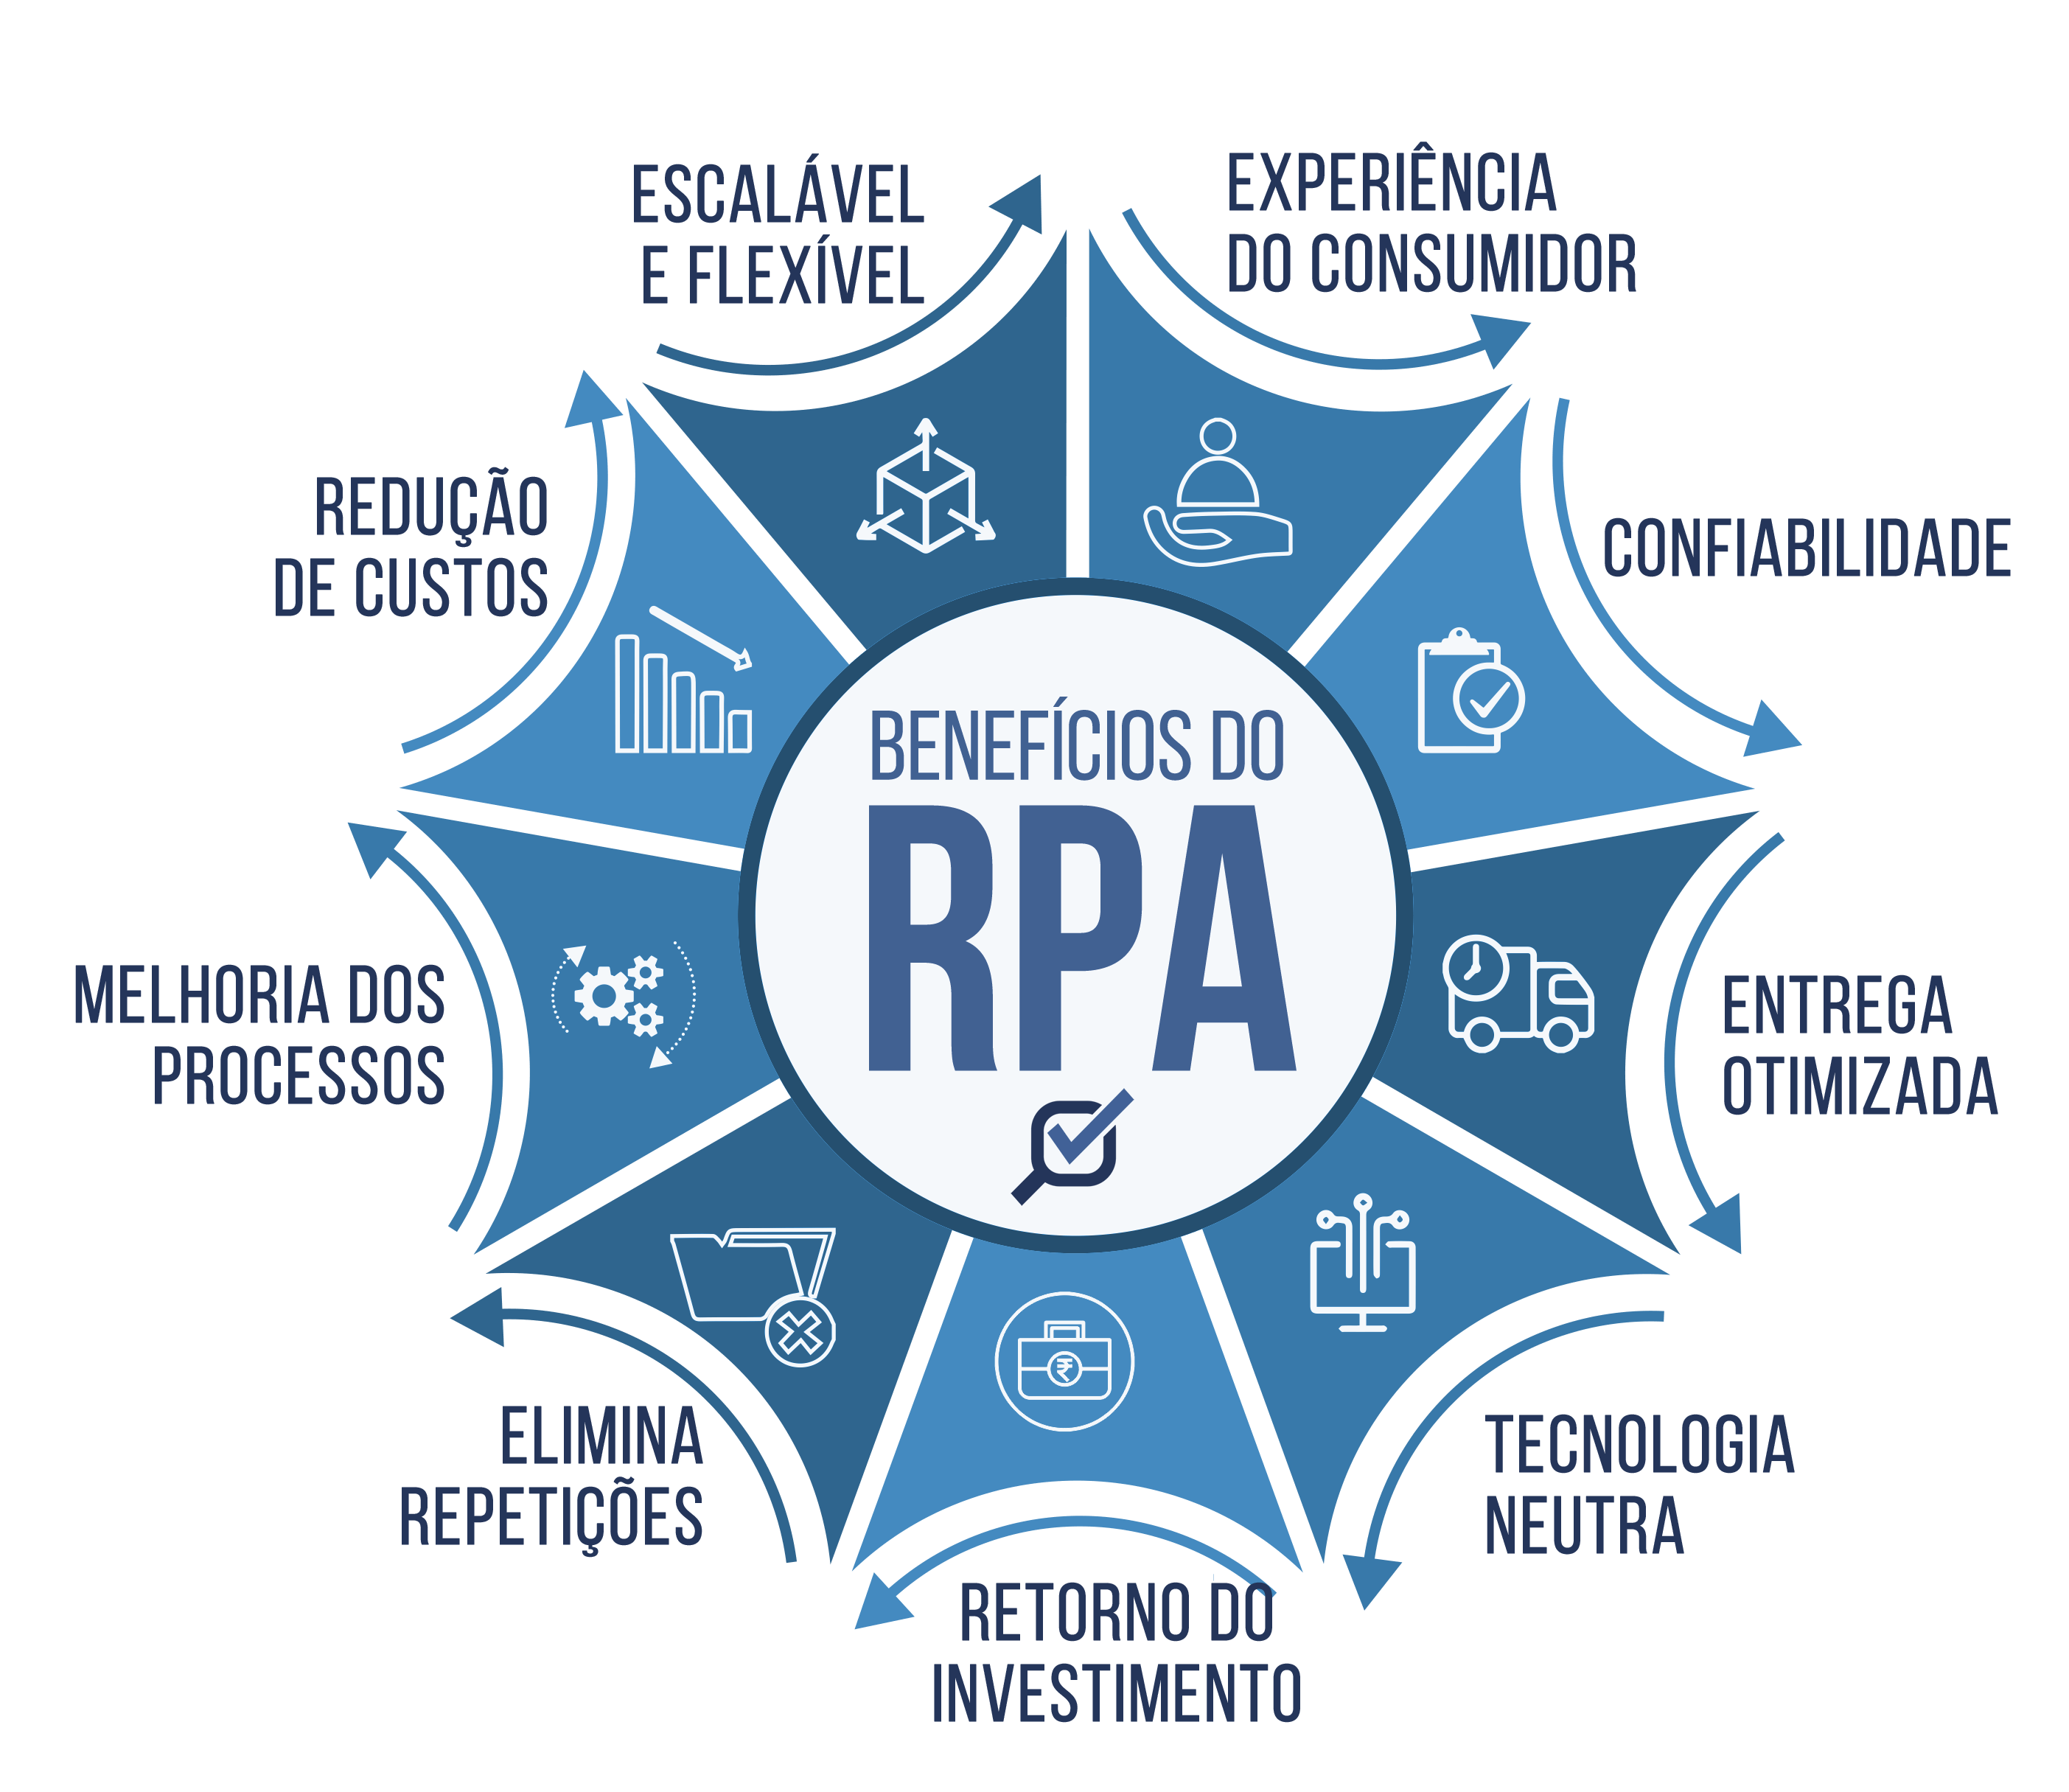 ESCALÁVEL
E FLEXÍVEL
EXPERIÊNCIA
DO CONSUMIDOR
REDUÇÃO
DE CUSTOS
CONFIABILIDADE
BENEFÍCIOS DO
RPA
MELHORIA DOS
PROCESSOS
ENTREGA
OTIMIZADA
ELIMINA
REPETIÇÕES
TECNOLOGIA
NEUTRA
RETORNO DO
INVESTIMENTO